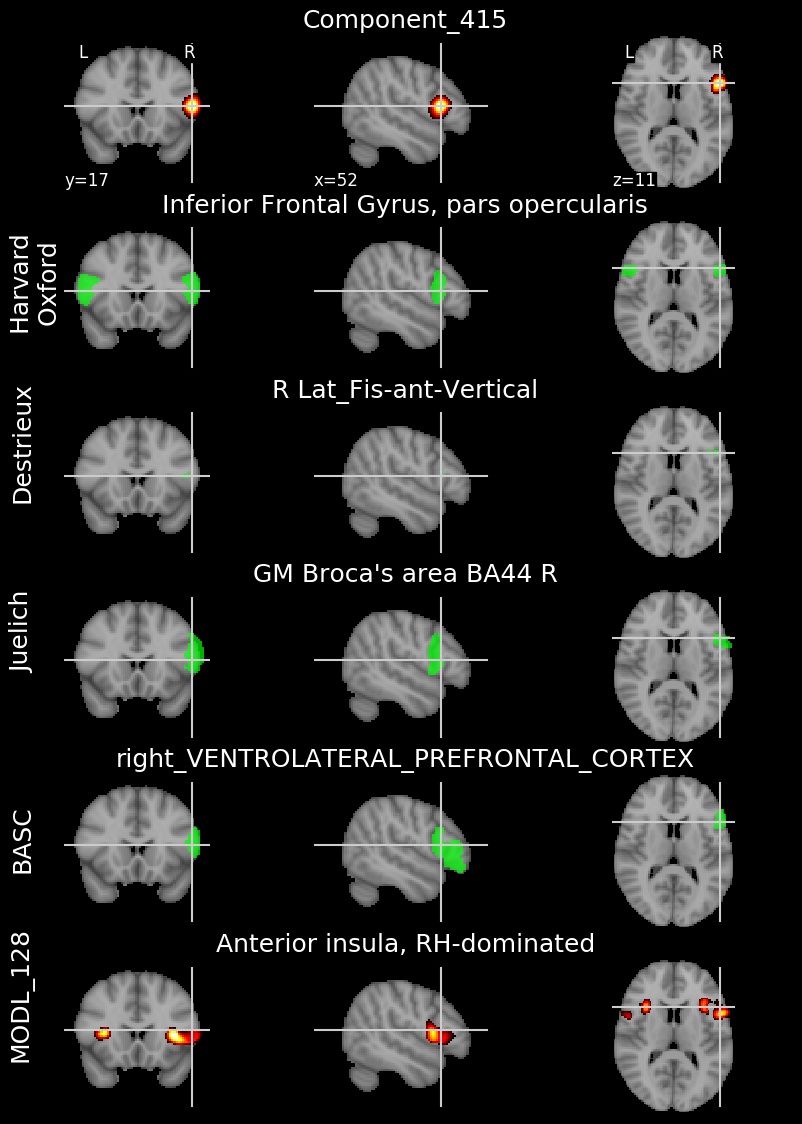 Component_415
L R L R
y=17 x=52 z=11
Inferior Frontal Gyrus, pars opercularis
Harvard
Oxford
R Lat_Fis-ant-Vertical
Destrieux
GM Broca's area BA44 R
Juelich
right_VENTROLATERAL_PREFRONTAL_CORTEX
BASC
Anterior insula, RH-dominated
MODL_128